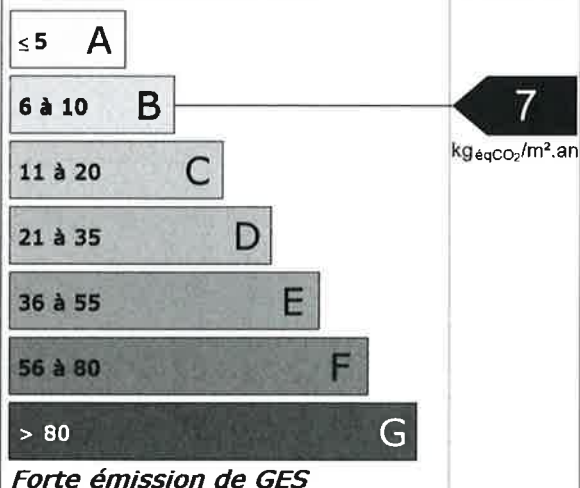 ≤ 5 A
6 à 10 B 7
kgéqCO₂/m².an
11 à 20 C
21 à 35 D
36 à 55 E
56 à 80 F
> 80 G
Forte émission de GES